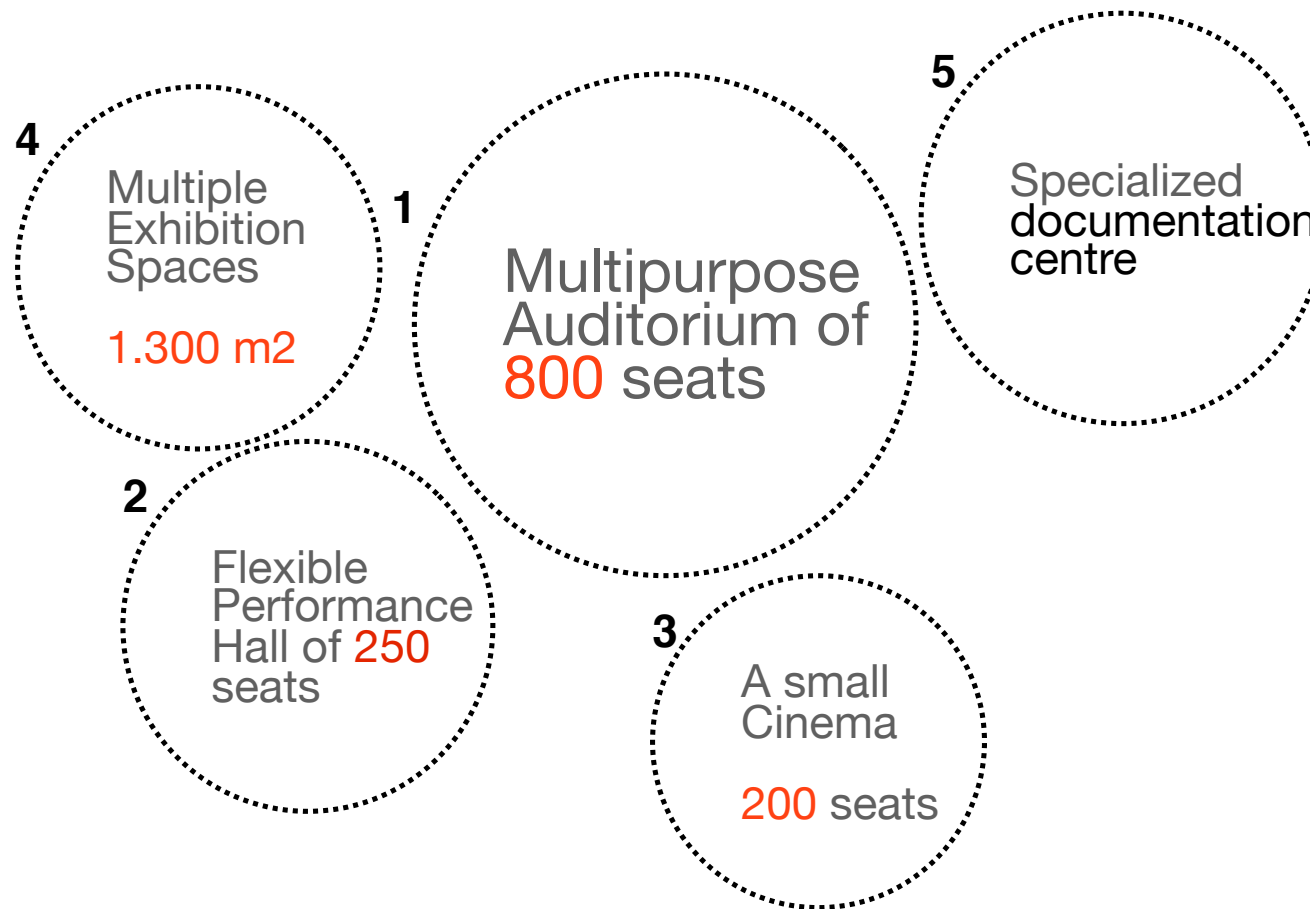 4
Multiple
Exhibition
Spaces
1.300 m2
1
Multipurpose
Auditorium of
800 seats
5
Specialized
documentation
centre
2
Flexible
Performance
Hall of 250
seats
3
A small
Cinema
200 seats